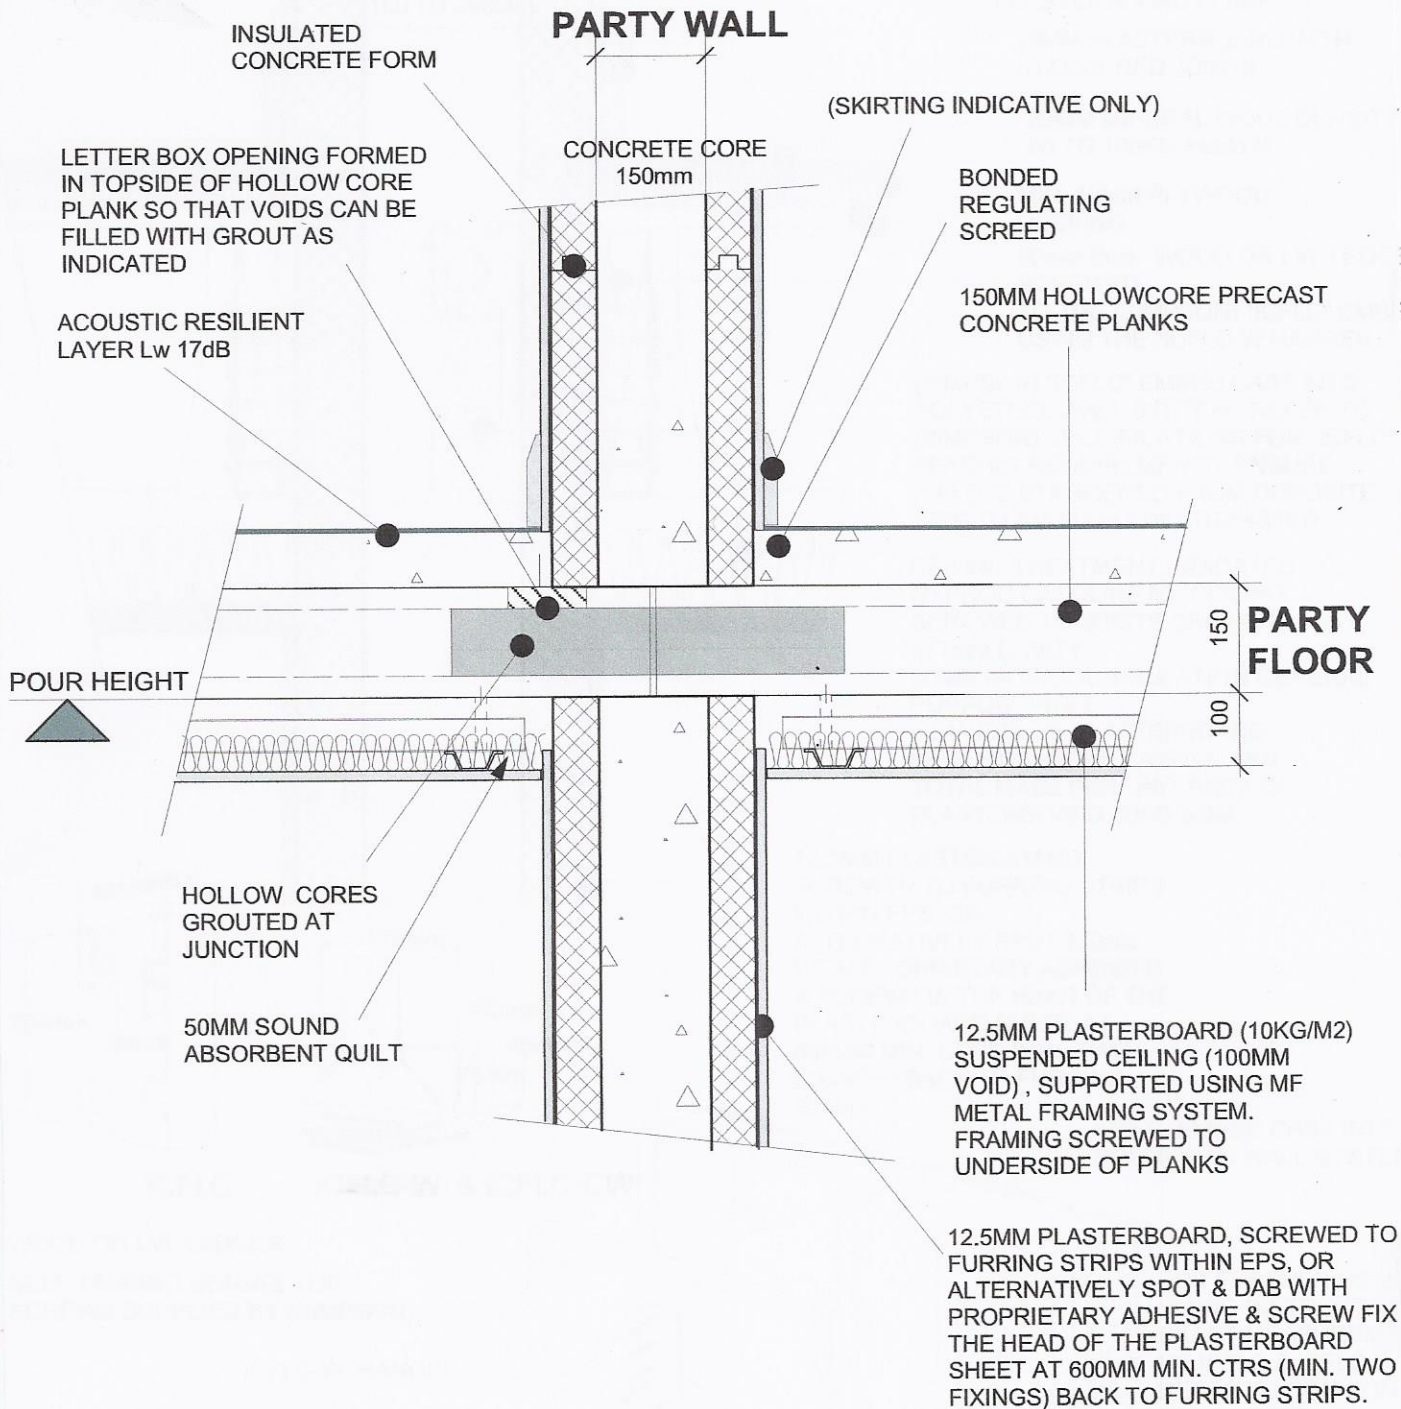 PARTY WALL
INSULATED
CONCRETE FORM
(SKIRTING INDICATIVE ONLY)
CONCRETE CORE
150mm
LETTER BOX OPENING FORMED
IN TOPSIDE OF HOLLOW CORE
PLANK SO THAT VOIDS CAN BE
FILLED WITH GROUT AS
INDICATED
BONDED
REGULATING
SCREED
150MM HOLLOWCORE PRECAST
CONCRETE PLANKS
ACOUSTIC RESILIENT
LAYER Lw 17dB
150
PARTY
FLOOR
POUR HEIGHT
100
HOLLOW CORES
GROUTED AT
JUNCTION
50MM SOUND
ABSORBENT QUILT
12.5MM PLASTERBOARD (10KG/M2)
SUSPENDED CEILING (100MM
VOID) , SUPPORTED USING MF
METAL FRAMING SYSTEM.
FRAMING SCREWED TO
UNDERSIDE OF PLANKS
12.5MM PLASTERBOARD, SCREWED TO
FURRING STRIPS WITHIN EPS, OR
ALTERNATIVELY SPOT & DAB WITH
PROPRIETARY ADHESIVE & SCREW FIX
THE HEAD OF THE PLASTERBOARD
SHEET AT 600MM MIN. CTRS (MIN. TWO
FIXINGS) BACK TO FURRING STRIPS.